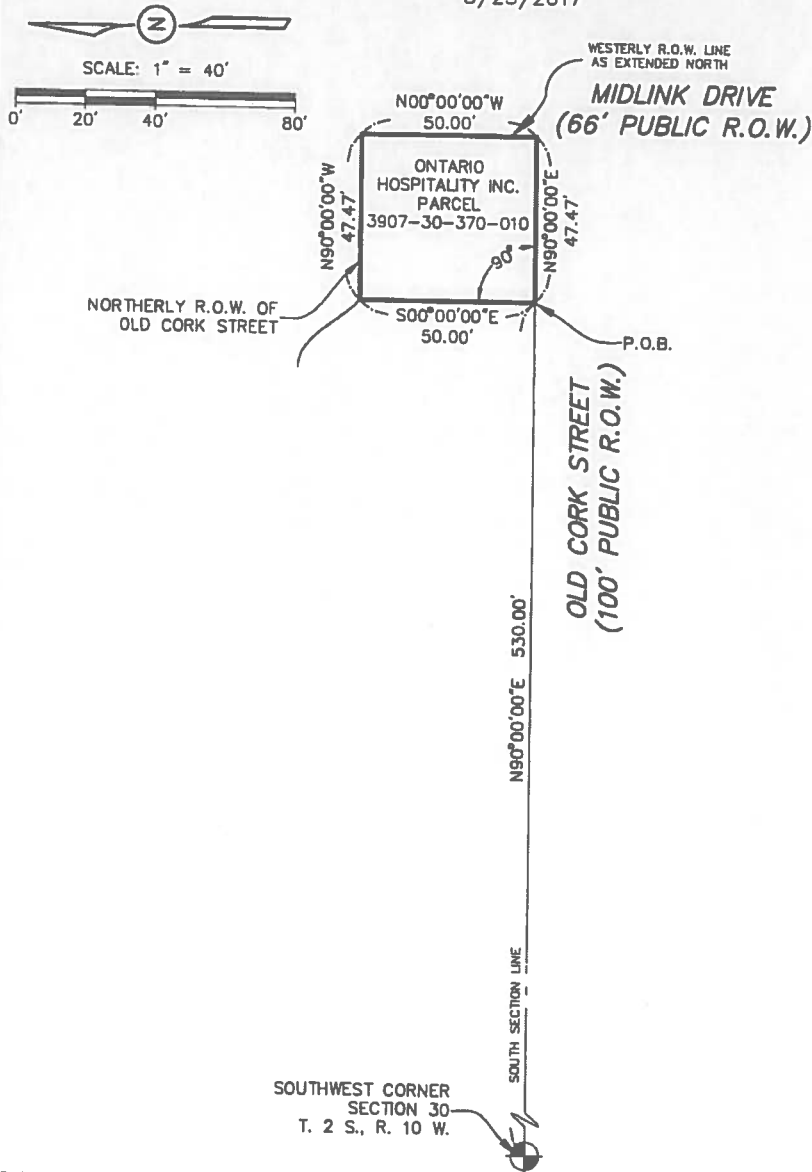 N
SCALE: 1" = 40'
0' 20' 40' 80'
WESTERLY R.O.W. LINE
AS EXTENDED NORTH
MIDLINK DRIVE
(66' PUBLIC R.O.W.)
N00°00'00"W
50.00'
N90°00'00"W
47.47'
ONTARIO
HOSPITALITY INC.
PARCEL
3907-30-370-010
90°
N90°00'00"E
47.47'
NORTHERLY R.O.W. OF
OLD CORK STREET
S00°00'00"E
50.00'
P.O.B.
OLD CORK STREET
(100' PUBLIC R.O.W.)
N90°00'00"E 530.00'
SOUTH SECTION LINE
SOUTHWEST CORNER
SECTION 30
T. 2 S., R. 10 W.